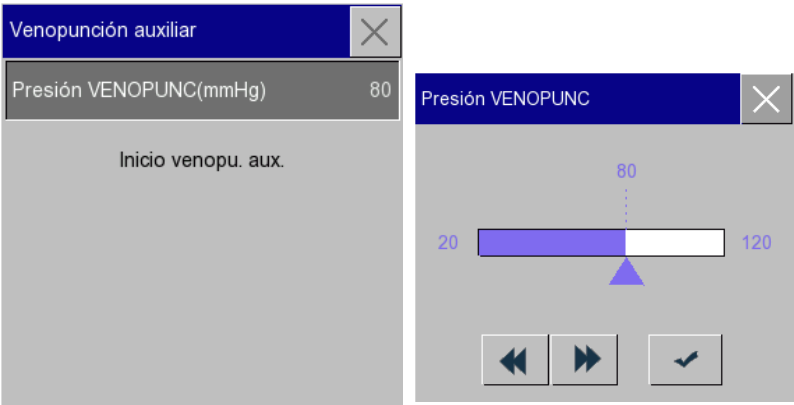 Venopunción auxiliar
Presión VENOPUNC(mmHg) 80
Inicio venopu. aux.
Presión VENOPUNC
80
20 120